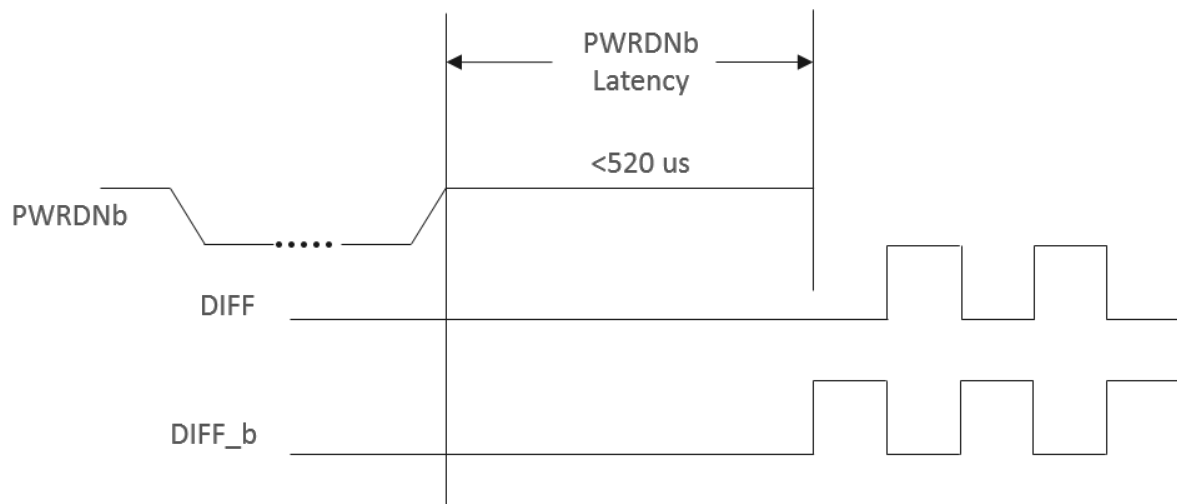 PWRDNb
Latency
<520 us
PWRDNb
DIFF
DIFF_b